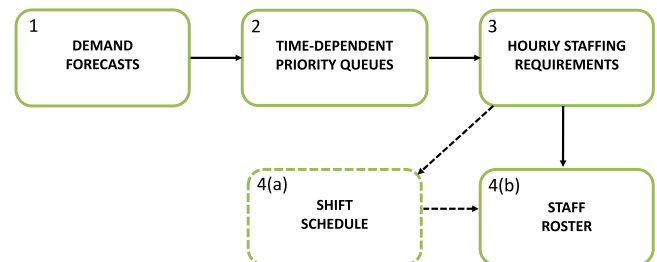 1
DEMAND
FORECASTS
2
TIME-DEPENDENT
PRIORITY QUEUES
3
HOURLY STAFFING
REQUIREMENTS
4(a)
SHIFT
SCHEDULE
4(b)
STAFF
ROSTER